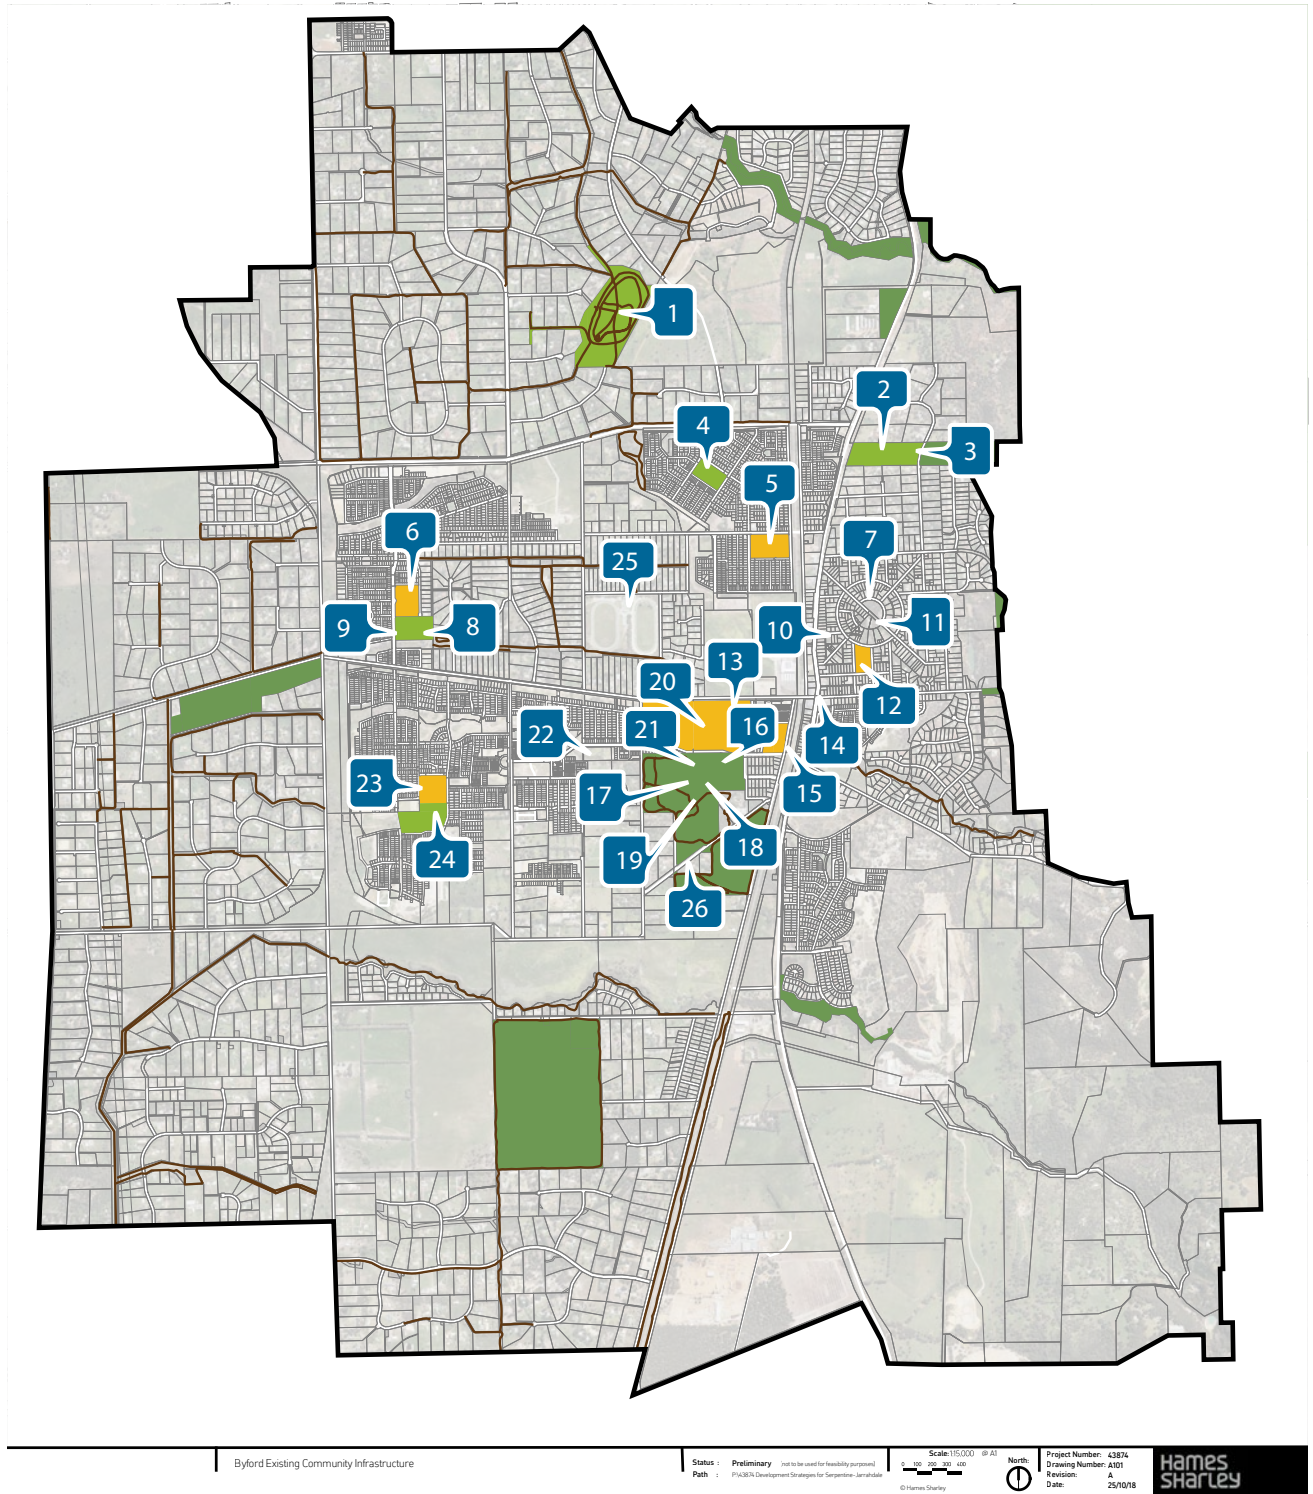 1
2
3
4
5
6
7
25
9
8
10
11
13
20
12
21
16
22
14
23
17
15
19
18
24
26
Byford Existing Community Infrastructure
Status : Preliminary (not to be used for feasibility purposes)
Path : P:\43874 Development Strategies for Serpentine-Jarrahdale
Scale: 1:15,000 @ A1
0 100 200 300 400
© Hames Sharley
North:
Project Number: 43874
Drawing Number: A101
Revision: A
Date: 25/10/18
HAMES
SHARLEY